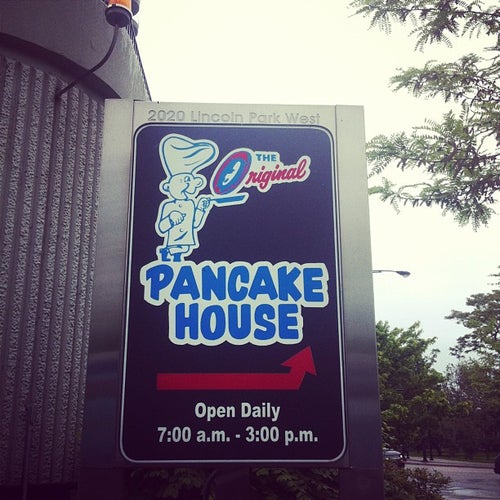 2020 Lincoln Park West
THE
Original
PANCAKE
HOUSE
Open Daily
7:00 a.m. - 3:00 p.m.